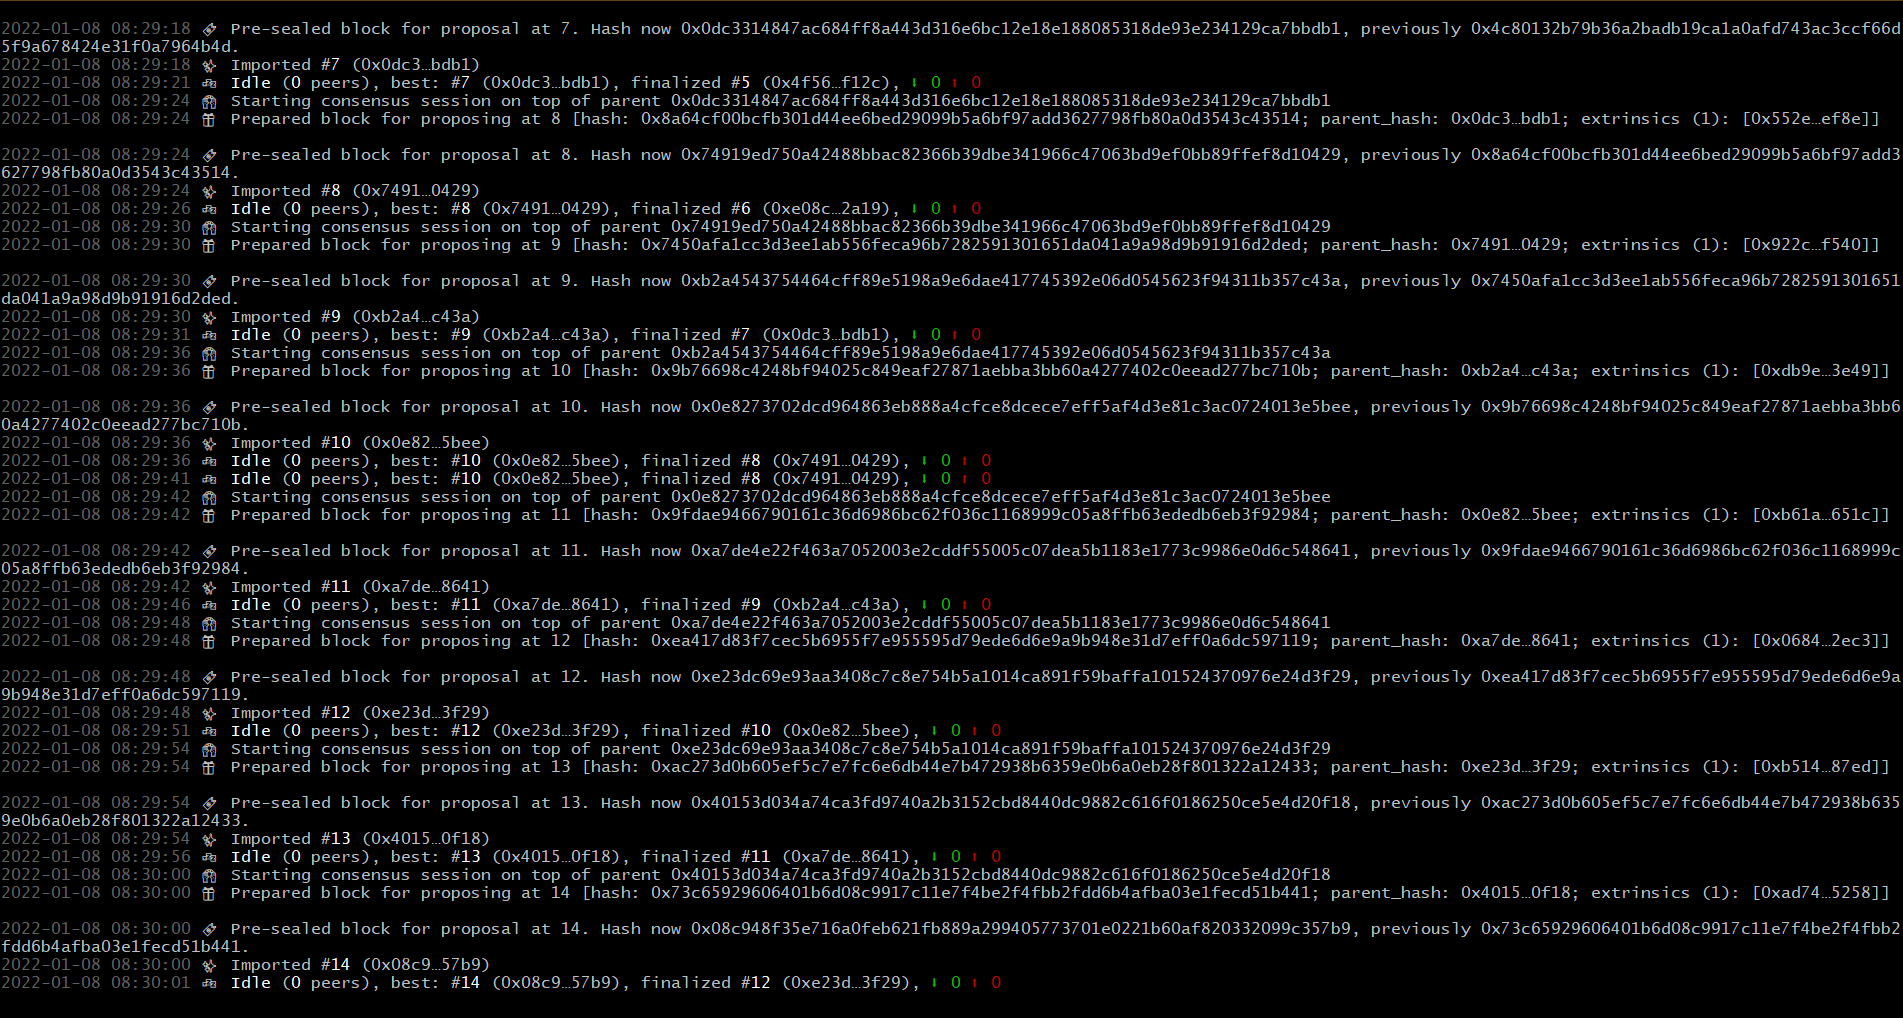 2022-01-08 08:29:18 Pre-sealed block for proposal at 7. Hash now 0x0dc3314847ac684ff8a443d316e6bc12e18e188085318de93e234129ca7bbdb1, previously 0x4c80132b79b36a2badb19ca1a0afd743ac3ccf66d
5f9a678424e31f0a7964b4d.
2022-01-08 08:29:18 Imported #7 (0x0dc3…bdb1)
2022-01-08 08:29:21 Idle (0 peers), best: #7 (0x0dc3…bdb1), finalized #5 (0x4f56…f12c), ⬇ 0 ⬆ 0
2022-01-08 08:29:24 Starting consensus session on top of parent 0x0dc3314847ac684ff8a443d316e6bc12e18e188085318de93e234129ca7bbdb1
2022-01-08 08:29:24 Prepared block for proposing at 8 [hash: 0x8a64cf00bcfb301d44ee6bed29099b5a6bf97add3627798fb80a0d3543c43514; parent_hash: 0x0dc3…bdb1; extrinsics (1): [0x552e…ef8e]]
2022-01-08 08:29:24 Pre-sealed block for proposal at 8. Hash now 0x74919ed750a42488bbac82366b39dbe341966c47063bd9ef0bb89ffef8d10429, previously 0x8a64cf00bcfb301d44ee6bed29099b5a6bf97add3
627798fb80a0d3543c43514.
2022-01-08 08:29:24 Imported #8 (0x7491…0429)
2022-01-08 08:29:26 Idle (0 peers), best: #8 (0x7491…0429), finalized #6 (0xe08c…2a19), ⬇ 0 ⬆ 0
2022-01-08 08:29:30 Starting consensus session on top of parent 0x74919ed750a42488bbac82366b39dbe341966c47063bd9ef0bb89ffef8d10429
2022-01-08 08:29:30 Prepared block for proposing at 9 [hash: 0x7450afa1cc3d3ee1ab556feca96b7282591301651da041a9a98d9b91916d2ded; parent_hash: 0x7491…0429; extrinsics (1): [0x922c…f540]]
2022-01-08 08:29:30 Pre-sealed block for proposal at 9. Hash now 0xb2a4543754464cff89e5198a9e6dae417745392e06d0545623f94311b357c43a, previously 0x7450afa1cc3d3ee1ab556feca96b7282591301651
da041a9a98d9b91916d2ded.
2022-01-08 08:29:30 Imported #9 (0xb2a4…c43a)
2022-01-08 08:29:31 Idle (0 peers), best: #9 (0xb2a4…c43a), finalized #7 (0x0dc3…bdb1), ⬇ 0 ⬆ 0
2022-01-08 08:29:36 Starting consensus session on top of parent 0xb2a4543754464cff89e5198a9e6dae417745392e06d0545623f94311b357c43a
2022-01-08 08:29:36 Prepared block for proposing at 10 [hash: 0x9b76698c4248bf94025c849eaf27871aebba3bb60a4277402c0eead277bc710b; parent_hash: 0xb2a4…c43a; extrinsics (1): [0xdb9e…3e49]]
2022-01-08 08:29:36 Pre-sealed block for proposal at 10. Hash now 0x0e8273702dcd964863eb888a4cfce8dcece7eff5af4d3e81c3ac0724013e5bee, previously 0x9b76698c4248bf94025c849eaf27871aebba3bb6
0a4277402c0eead277bc710b.
2022-01-08 08:29:36 Imported #10 (0x0e82…5bee)
2022-01-08 08:29:36 Idle (0 peers), best: #10 (0x0e82…5bee), finalized #8 (0x7491…0429), ⬇ 0 ⬆ 0
2022-01-08 08:29:41 Idle (0 peers), best: #10 (0x0e82…5bee), finalized #8 (0x7491…0429), ⬇ 0 ⬆ 0
2022-01-08 08:29:42 Starting consensus session on top of parent 0x0e8273702dcd964863eb888a4cfce8dcece7eff5af4d3e81c3ac0724013e5bee
2022-01-08 08:29:42 Prepared block for proposing at 11 [hash: 0x9fdae9466790161c36d6986bc62f036c1168999c05a8ffb63ededb6eb3f92984; parent_hash: 0x0e82…5bee; extrinsics (1): [0xb61a…651c]]
2022-01-08 08:29:42 Pre-sealed block for proposal at 11. Hash now 0xa7de4e22f463a7052003e2cddf55005c07dea5b1183e1773c9986e0d6c548641, previously 0x9fdae9466790161c36d6986bc62f036c1168999c
05a8ffb63ededb6eb3f92984.
2022-01-08 08:29:42 Imported #11 (0xa7de…8641)
2022-01-08 08:29:46 Idle (0 peers), best: #11 (0xa7de…8641), finalized #9 (0xb2a4…c43a), ⬇ 0 ⬆ 0
2022-01-08 08:29:48 Starting consensus session on top of parent 0xa7de4e22f463a7052003e2cddf55005c07dea5b1183e1773c9986e0d6c548641
2022-01-08 08:29:48 Prepared block for proposing at 12 [hash: 0xea417d83f7cec5b6955f7e955595d79ede6d6e9a9b948e31d7eff0a6dc597119; parent_hash: 0xa7de…8641; extrinsics (1): [0x0684…2ec3]]
2022-01-08 08:29:48 Pre-sealed block for proposal at 12. Hash now 0xe23dc69e93aa3408c7c8e754b5a1014ca891f59baffa101524370976e24d3f29, previously 0xea417d83f7cec5b6955f7e955595d79ede6d6e9a
9b948e31d7eff0a6dc597119.
2022-01-08 08:29:48 Imported #12 (0xe23d…3f29)
2022-01-08 08:29:51 Idle (0 peers), best: #12 (0xe23d…3f29), finalized #10 (0x0e82…5bee), ⬇ 0 ⬆ 0
2022-01-08 08:29:54 Starting consensus session on top of parent 0xe23dc69e93aa3408c7c8e754b5a1014ca891f59baffa101524370976e24d3f29
2022-01-08 08:29:54 Prepared block for proposing at 13 [hash: 0xac273d0b605ef5c7e7fc6e6db44e7b472938b6359e0b6a0eb28f801322a12433; parent_hash: 0xe23d…3f29; extrinsics (1): [0xb514…87ed]]
2022-01-08 08:29:54 Pre-sealed block for proposal at 13. Hash now 0x40153d034a74ca3fd9740a2b3152cbd8440dc9882c616f0186250ce5e4d20f18, previously 0xac273d0b605ef5c7e7fc6e6db44e7b472938b635
9e0b6a0eb28f801322a12433.
2022-01-08 08:29:54 Imported #13 (0x4015…0f18)
2022-01-08 08:29:56 Idle (0 peers), best: #13 (0x4015…0f18), finalized #11 (0xa7de…8641), ⬇ 0 ⬆ 0
2022-01-08 08:30:00 Starting consensus session on top of parent 0x40153d034a74ca3fd9740a2b3152cbd8440dc9882c616f0186250ce5e4d20f18
2022-01-08 08:30:00 Prepared block for proposing at 14 [hash: 0x73c65929606401b6d08c9917c11e7f4be2f4fbb2fdd6b4afba03e1fecd51b441; parent_hash: 0x4015…0f18; extrinsics (1): [0xad74…5258]]
2022-01-08 08:30:00 Pre-sealed block for proposal at 14. Hash now 0x08c948f35e716a0feb621fb889a299405773701e0221b60af820332099c357b9, previously 0x73c65929606401b6d08c9917c11e7f4be2f4fbb2
fdd6b4afba03e1fecd51b441.
2022-01-08 08:30:00 Imported #14 (0x08c9…57b9)
2022-01-08 08:30:01 Idle (0 peers), best: #14 (0x08c9…57b9), finalized #12 (0xe23d…3f29), ⬇ 0 ⬆ 0